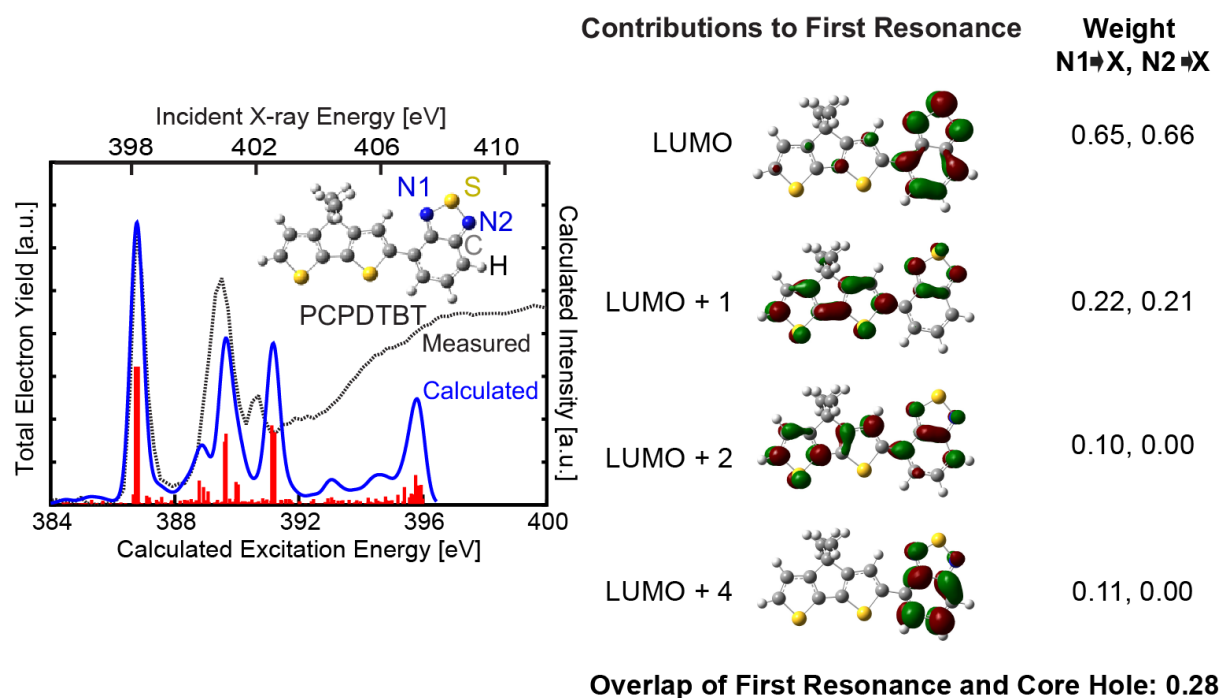 Contributions to First Resonance
Weight
N1➧X, N2➧X
Incident X-ray Energy [eV]
398 402 406 410
Total Electron Yield [a.u.]
Calculated Intensity [a.u.]
N1
S
N2
C
H
PCPDTBT
Measured
Calculated
384 388 392 396 400
Calculated Excitation Energy [eV]
LUMO 0.65, 0.66
LUMO + 1 0.22, 0.21
LUMO + 2 0.10, 0.00
LUMO + 4 0.11, 0.00
Overlap of First Resonance and Core Hole: 0.28